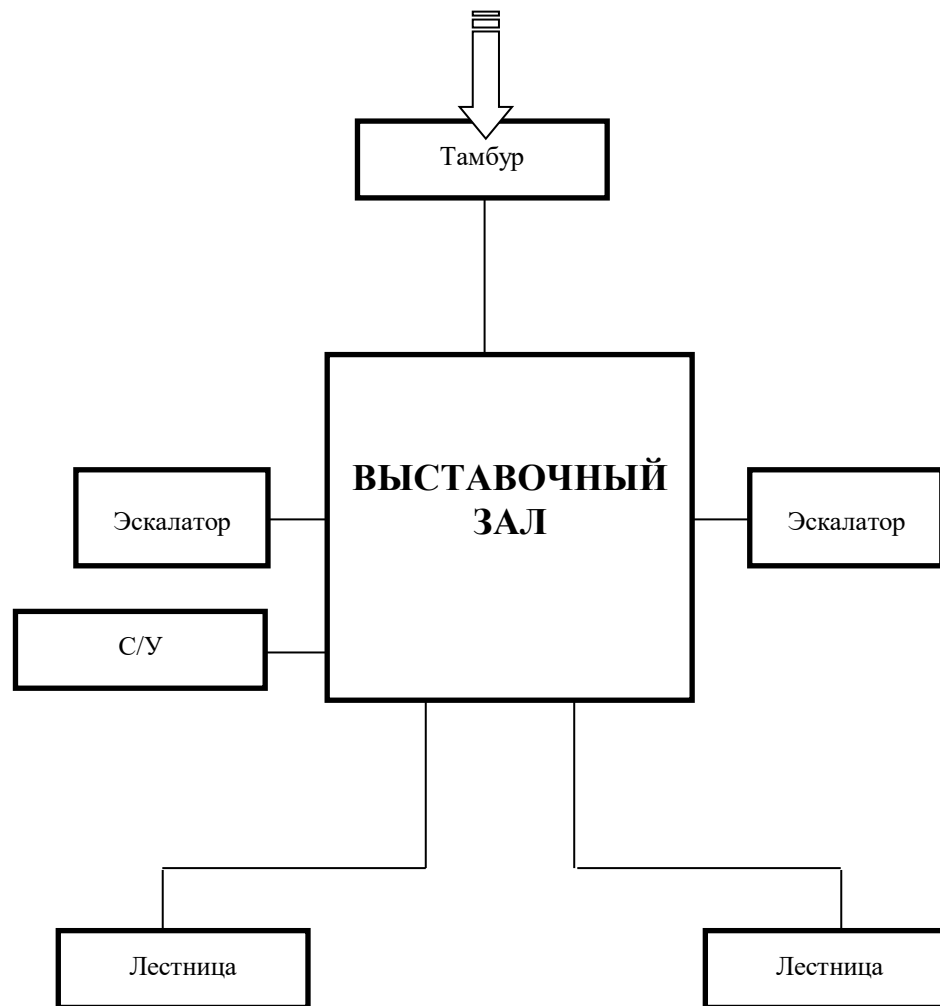 Тамбур
ВЫСТАВОЧНЫЙ
ЗАЛ
Эскалатор
Эскалатор
С/У
Лестница
Лестница